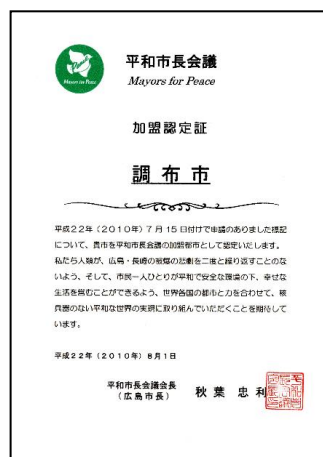 平和市長会議
Mayors for Peace
Mayors for Peace
加盟認定証
調布市
平成22年(2010年)7月15日付けで申請のありました標記
について、貴市を平和市長会議の加盟都市として認定いたします。
私たち人類が、広島・長崎の被爆の悲劇を二度と繰り返すことのな
いよう、そして、市民一人ひとりが平和で安全な環境の下、幸せな
生活を営むことができるよう、世界各国の都市と力を合わせて、核
兵器のない平和な世界の実現に取り組んでいただくことを期待して
います。
平成22年(2010年)8月1日
平和市長会議会長
(広島市長)
秋葉忠利